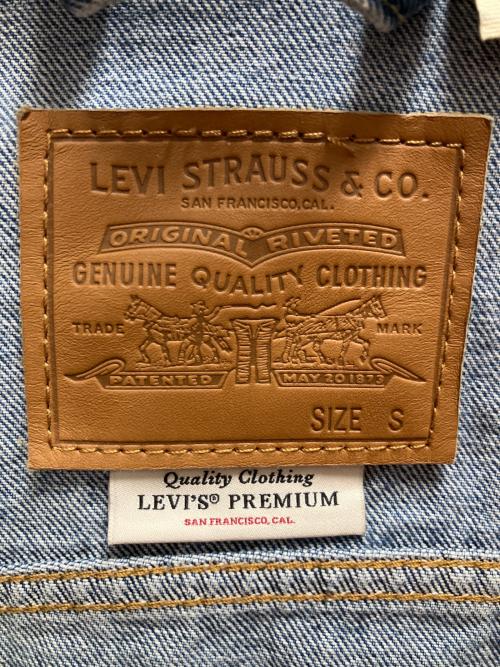 LEVI STRAUSS & CO.
SAN FRANCISCO, CAL.
ORIGINAL RIVETED
GENUINE QUALITY CLOTHING
TRADE MARK
PATENTED MAY 20 1873
SIZE S
Quality Clothing
LEVI'S® PREMIUM
SAN FRANCISCO, CAL.